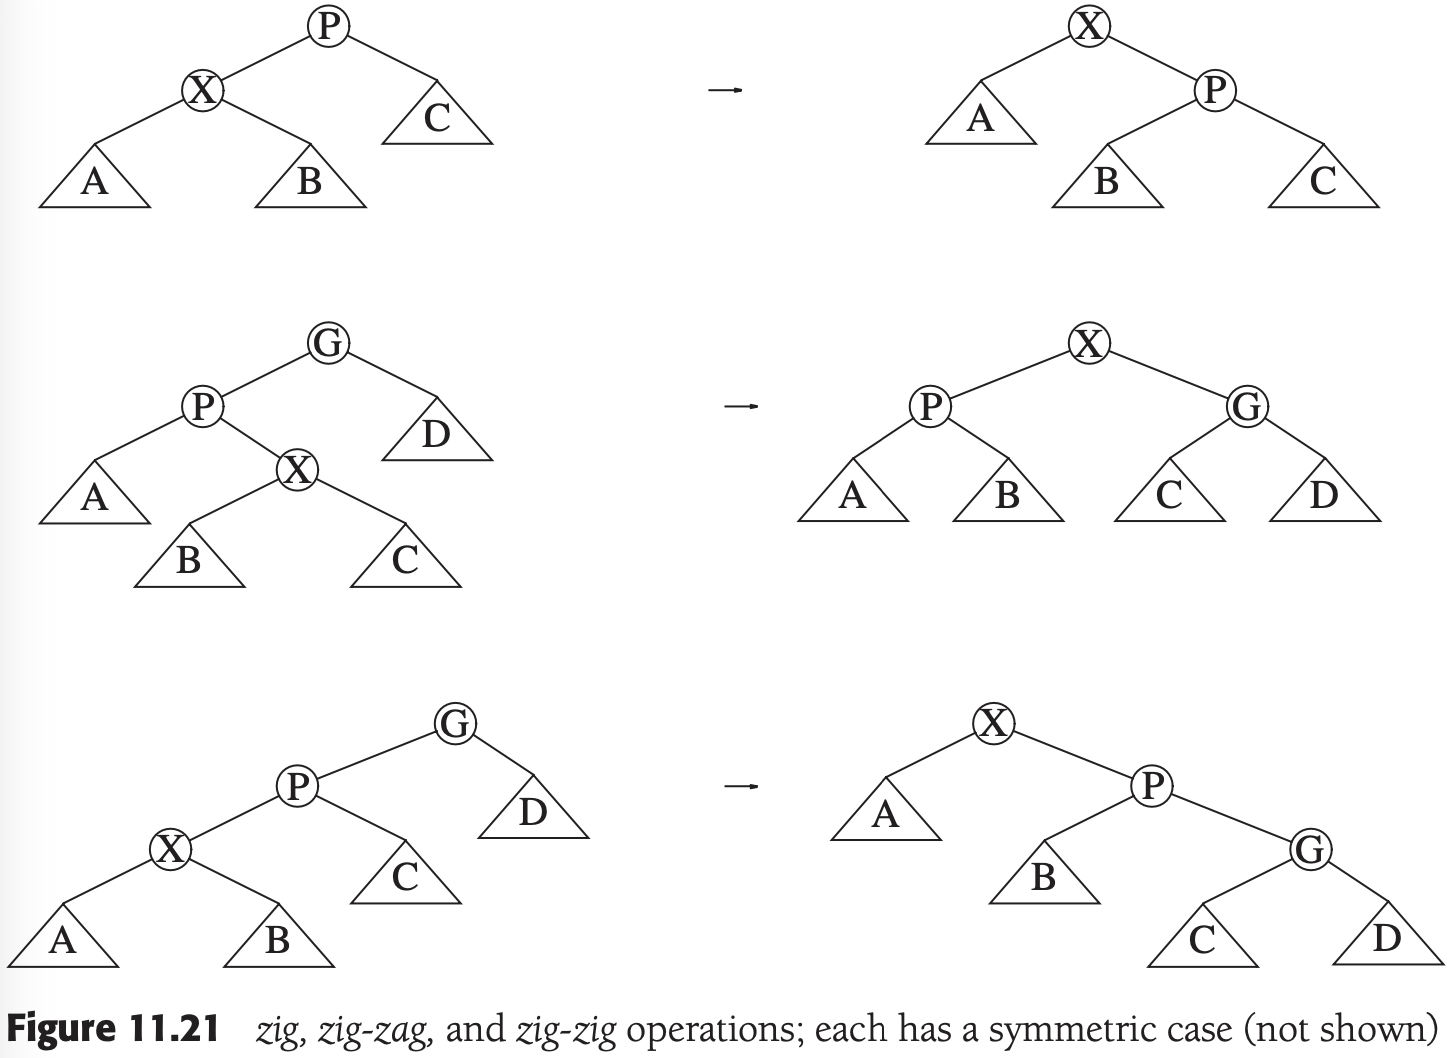 P X
X C → A P
A B B C
G X
P D → P G
A X A B C D
B C
G X
P D → A P
X C B G
A B C D
Figure 11.21 zig, zig-zag, and zig-zig operations; each has a symmetric case (not shown)